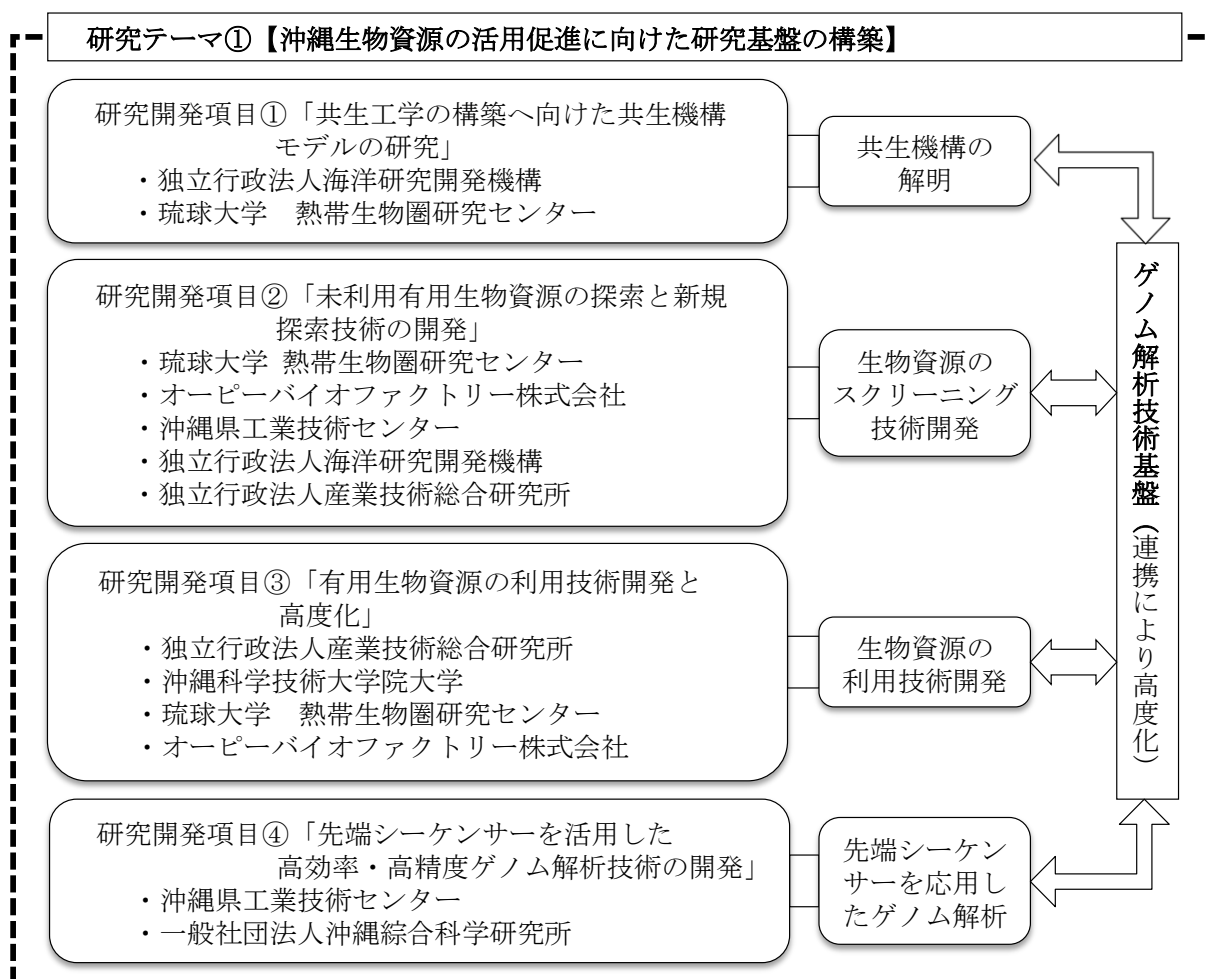 研究テーマ①【沖縄生物資源の活用促進に向けた研究基盤の構築】
研究開発項目①「共生工学の構築へ向けた共生機構
モデルの研究」
・独立行政法人海洋研究開発機構
・琉球大学　熱帯生物圏研究センター
共生機構の
解明
研究開発項目②「未利用有用生物資源の探索と新規
探索技術の開発」
・琉球大学 熱帯生物圏研究センター
・オーピーバイオファクトリー株式会社
・沖縄県工業技術センター
・独立行政法人海洋研究開発機構
・独立行政法人産業技術総合研究所
生物資源の
スクリーニング
技術開発
研究開発項目③「有用生物資源の利用技術開発と
高度化」
・独立行政法人産業技術総合研究所
・沖縄科学技術大学院大学
・琉球大学　熱帯生物圏研究センター
・オーピーバイオファクトリー株式会社
生物資源の
利用技術開発
研究開発項目④「先端シーケンサーを活用した
高効率・高精度ゲノム解析技術の開発」
・沖縄県工業技術センター
・一般社団法人沖縄綜合科学研究所
先端シーケン
サーを応用し
たゲノム解析
ゲノム解析技術基盤（連携により高度化）